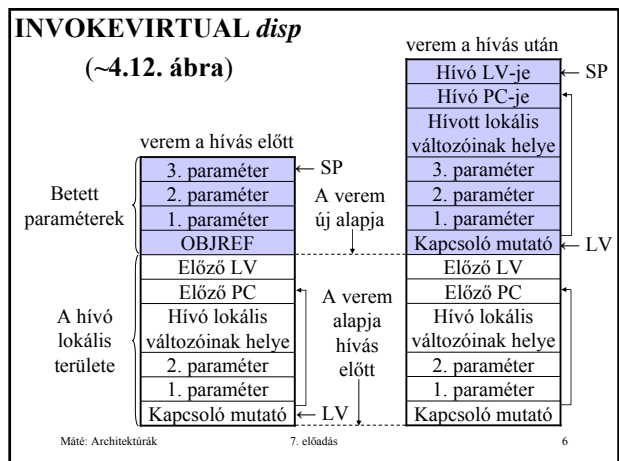 INVOKEVIRTUAL disp
(~4.12. ábra)
verem a hívás előtt
3. paraméter
2. paraméter
1. paraméter
OBJREF
Előző LV
Előző PC
Hívó lokális
változóinak helye
2. paraméter
1. paraméter
Kapcsoló mutató
← SP
← LV
Betett
paraméterek
A hívó
lokális
területe
A verem
új alapja
A verem
alapja
hívás
előtt
verem a hívás után
Hívó LV-je
Hívó PC-je
Hívott lokális
változóinak helye
3. paraméter
2. paraméter
1. paraméter
Kapcsoló mutató
Előző LV
Előző PC
Hívó lokális
változóinak helye
2. paraméter
1. paraméter
Kapcsoló mutató
← SP
← LV
Máté: Architektúrák
7. előadás
6